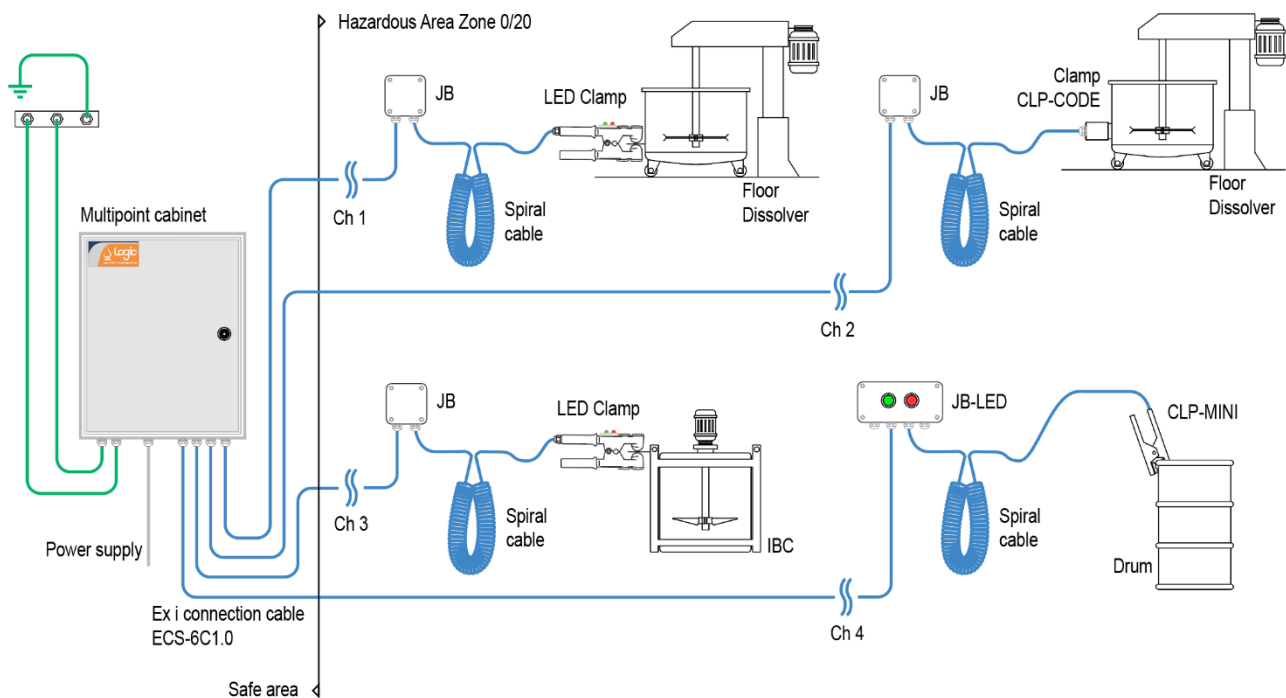 Hazardous Area Zone 0/20
JB
LED Clamp
Floor
Dissolver
Spiral
cable
Ch 1
JB
Clamp
CLP-CODE
Floor
Dissolver
Spiral
cable
Ch 2
Multipoint cabinet
Logic
JB
LED Clamp
Spiral
cable
IBC
Ch 3
JB-LED
CLP-MINI
Spiral
cable
Drum
Ch 4
Power supply
Ex i connection cable
ECS-6C1.0
Safe area